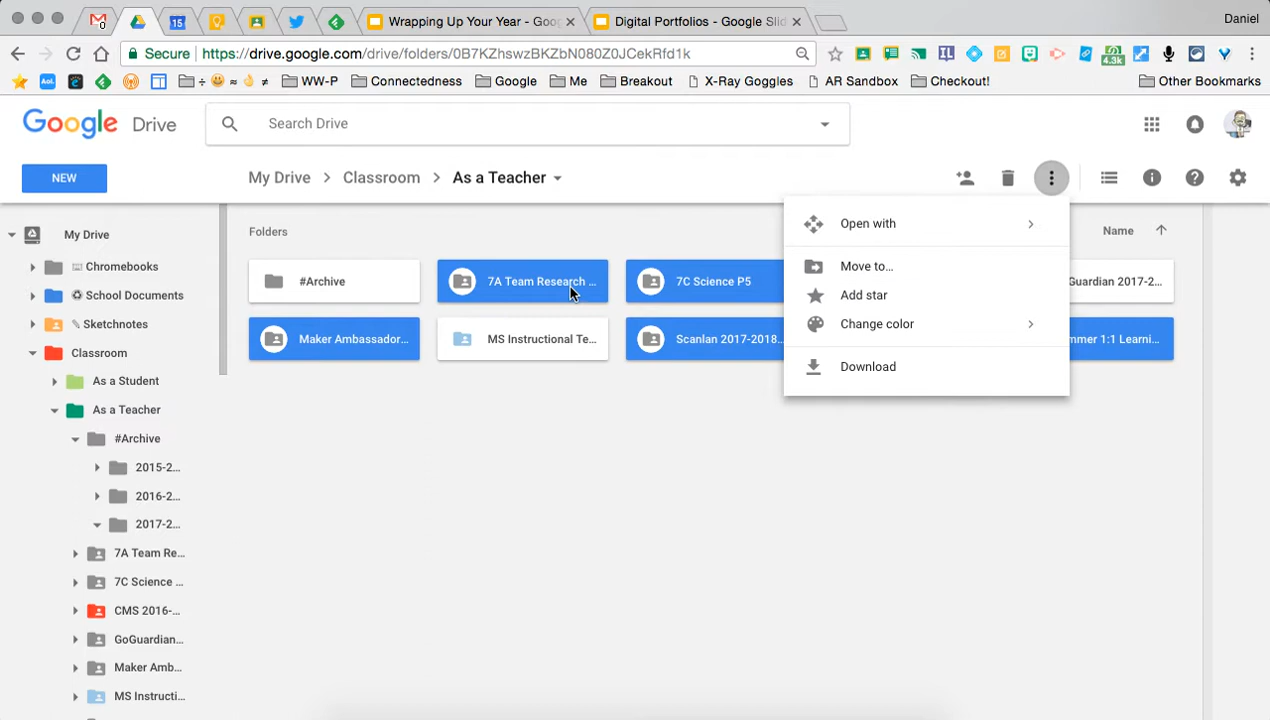 Wrapping Up Your Year - Goog
Digital Portfolios - Google Slid
Daniel
Secure
https://drive.google.com/drive/folders/0B7KZhswzBKZbN080Z0JCekRfd1k
4.3k
Aol.
WW-P
Connectedness
Google
Me
Breakout
X-Ray Goggles
AR Sandbox
Checkout!
Other Bookmarks
Google Drive
Search Drive
NEW
My Drive > Classroom > As a Teacher
My Drive
Chromebooks
School Documents
Sketchnotes
Classroom
As a Student
As a Teacher
#Archive
2015-2...
2016-2...
2017-2...
7A Team Re...
7C Science ...
CMS 2016-...
GoGuardian...
Maker Amb...
MS Instructi...
Folders
Name
#Archive
7A Team Research ...
7C Science P5
Guardian 2017-2...
Maker Ambassador...
MS Instructional Te...
Scanlan 2017-2018...
mmer 1:1 Learni...
Open with
Move to...
Add star
Change color
Download